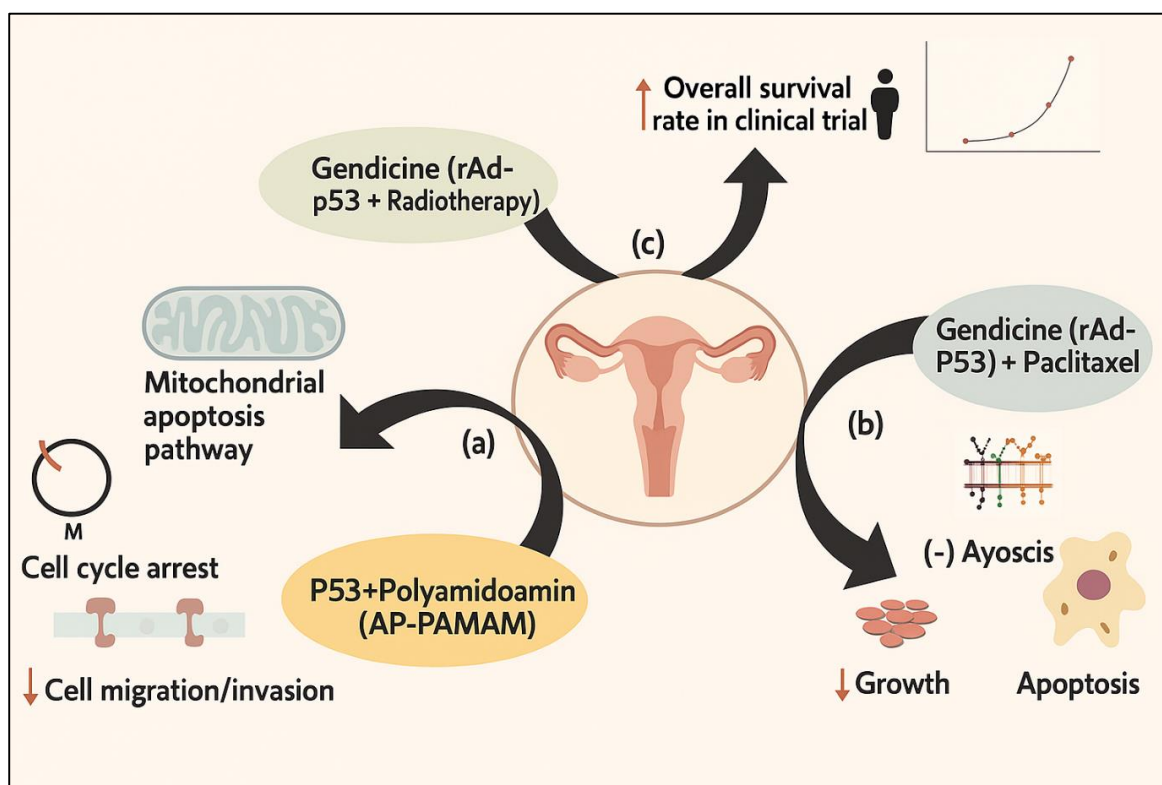 Overall survival
rate in clinical trial
Gendicine (rAd-
p53 + Radiotherapy)
(c)
Gendicine (rAd-
P53) + Paclitaxel
Mitochondrial
apoptosis
pathway
(a)
(b)
M
Cell cycle arrest
(-) Ayoscis
P53+Polyamidoamin
(AP-PAMAM)
Cell migration/invasion
Growth
Apoptosis